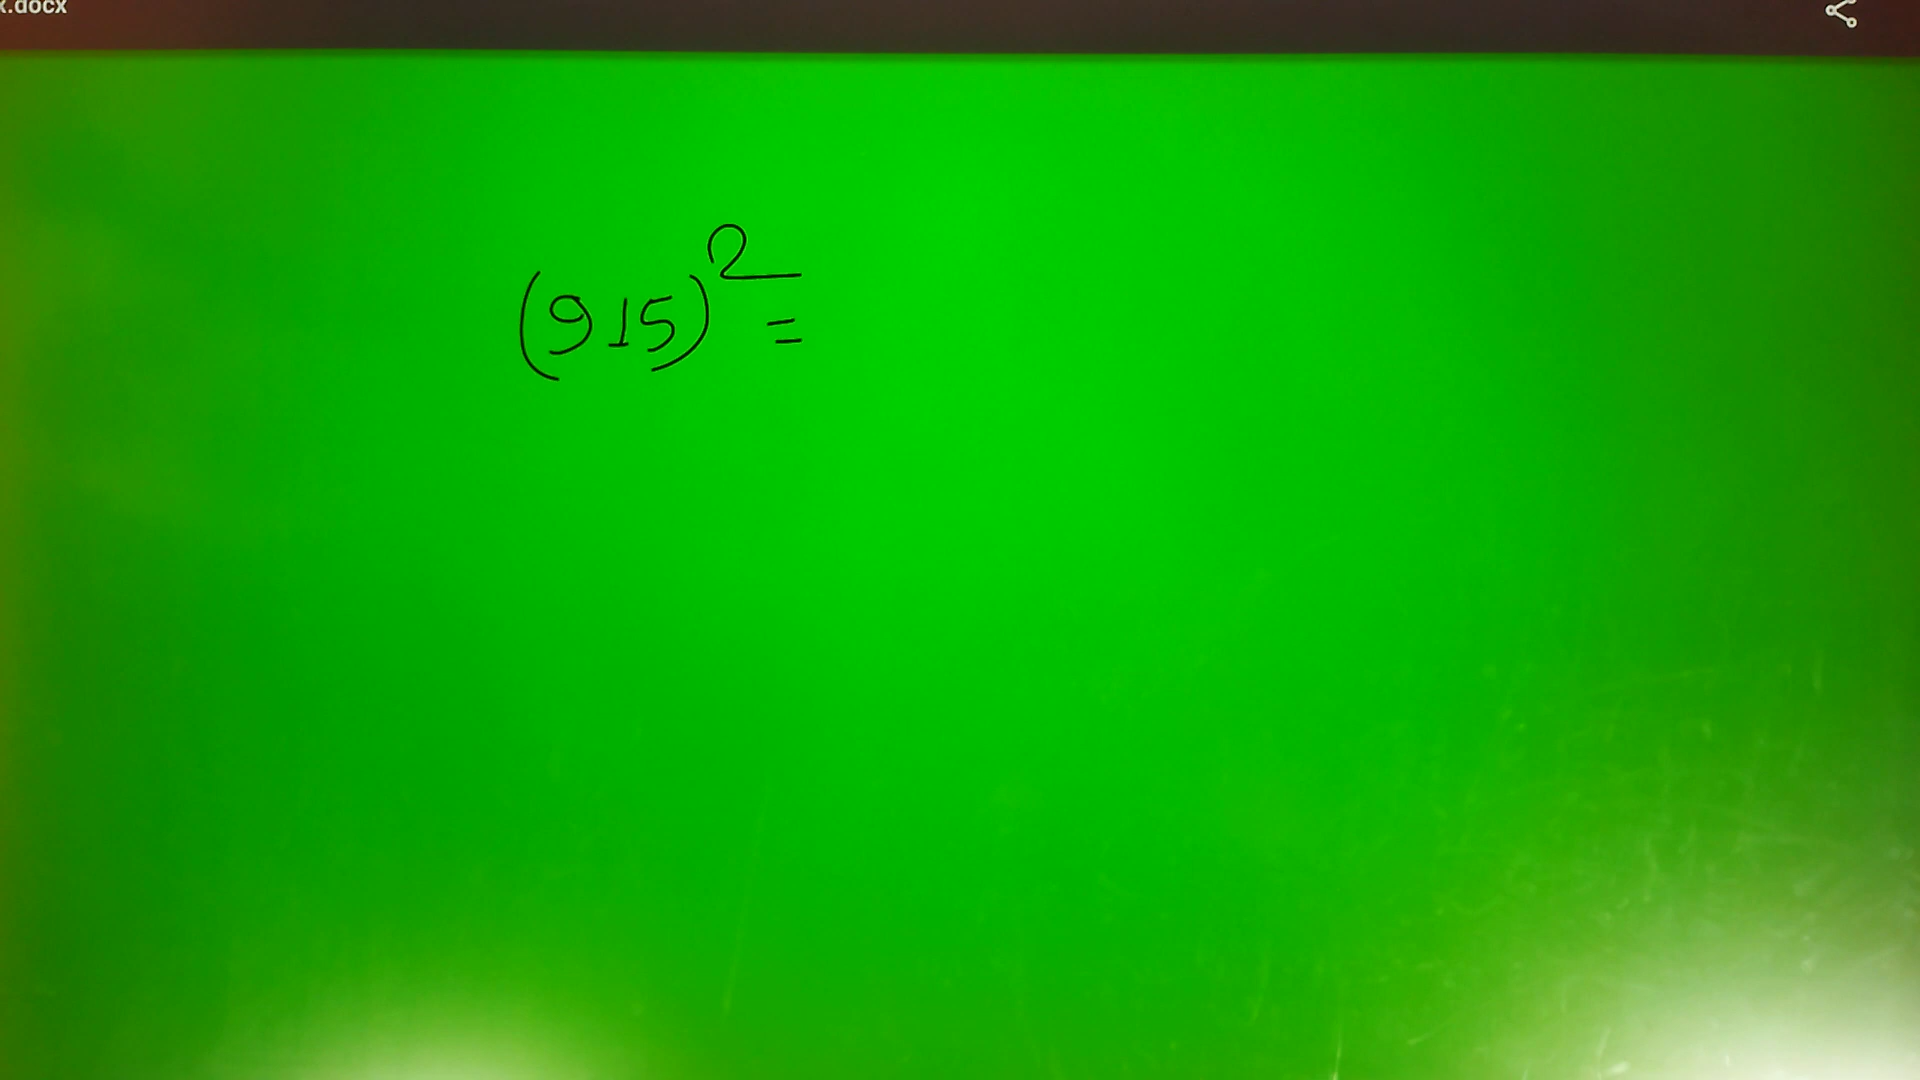 x.docx
(915)² =